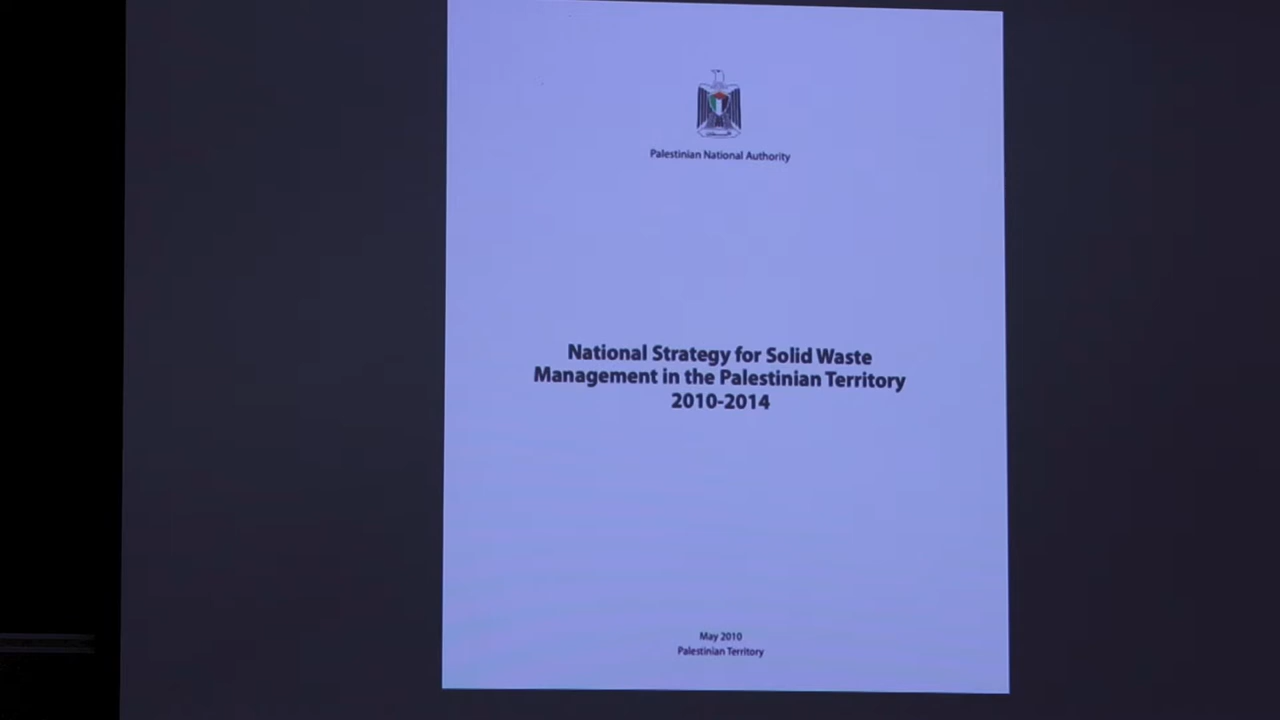 Palestinian National Authority
National Strategy for Solid Waste
Management in the Palestinian Territory
2010-2014
May 2010
Palestinian Territory